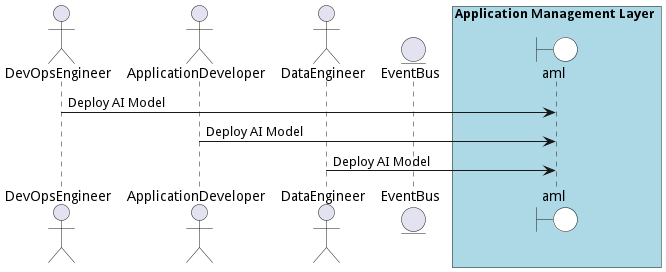 Application Management Layer
DevOpsEngineer ApplicationDeveloper DataEngineer EventBus aml
Deploy AI Model
Deploy AI Model
Deploy AI Model
DevOpsEngineer ApplicationDeveloper DataEngineer EventBus aml